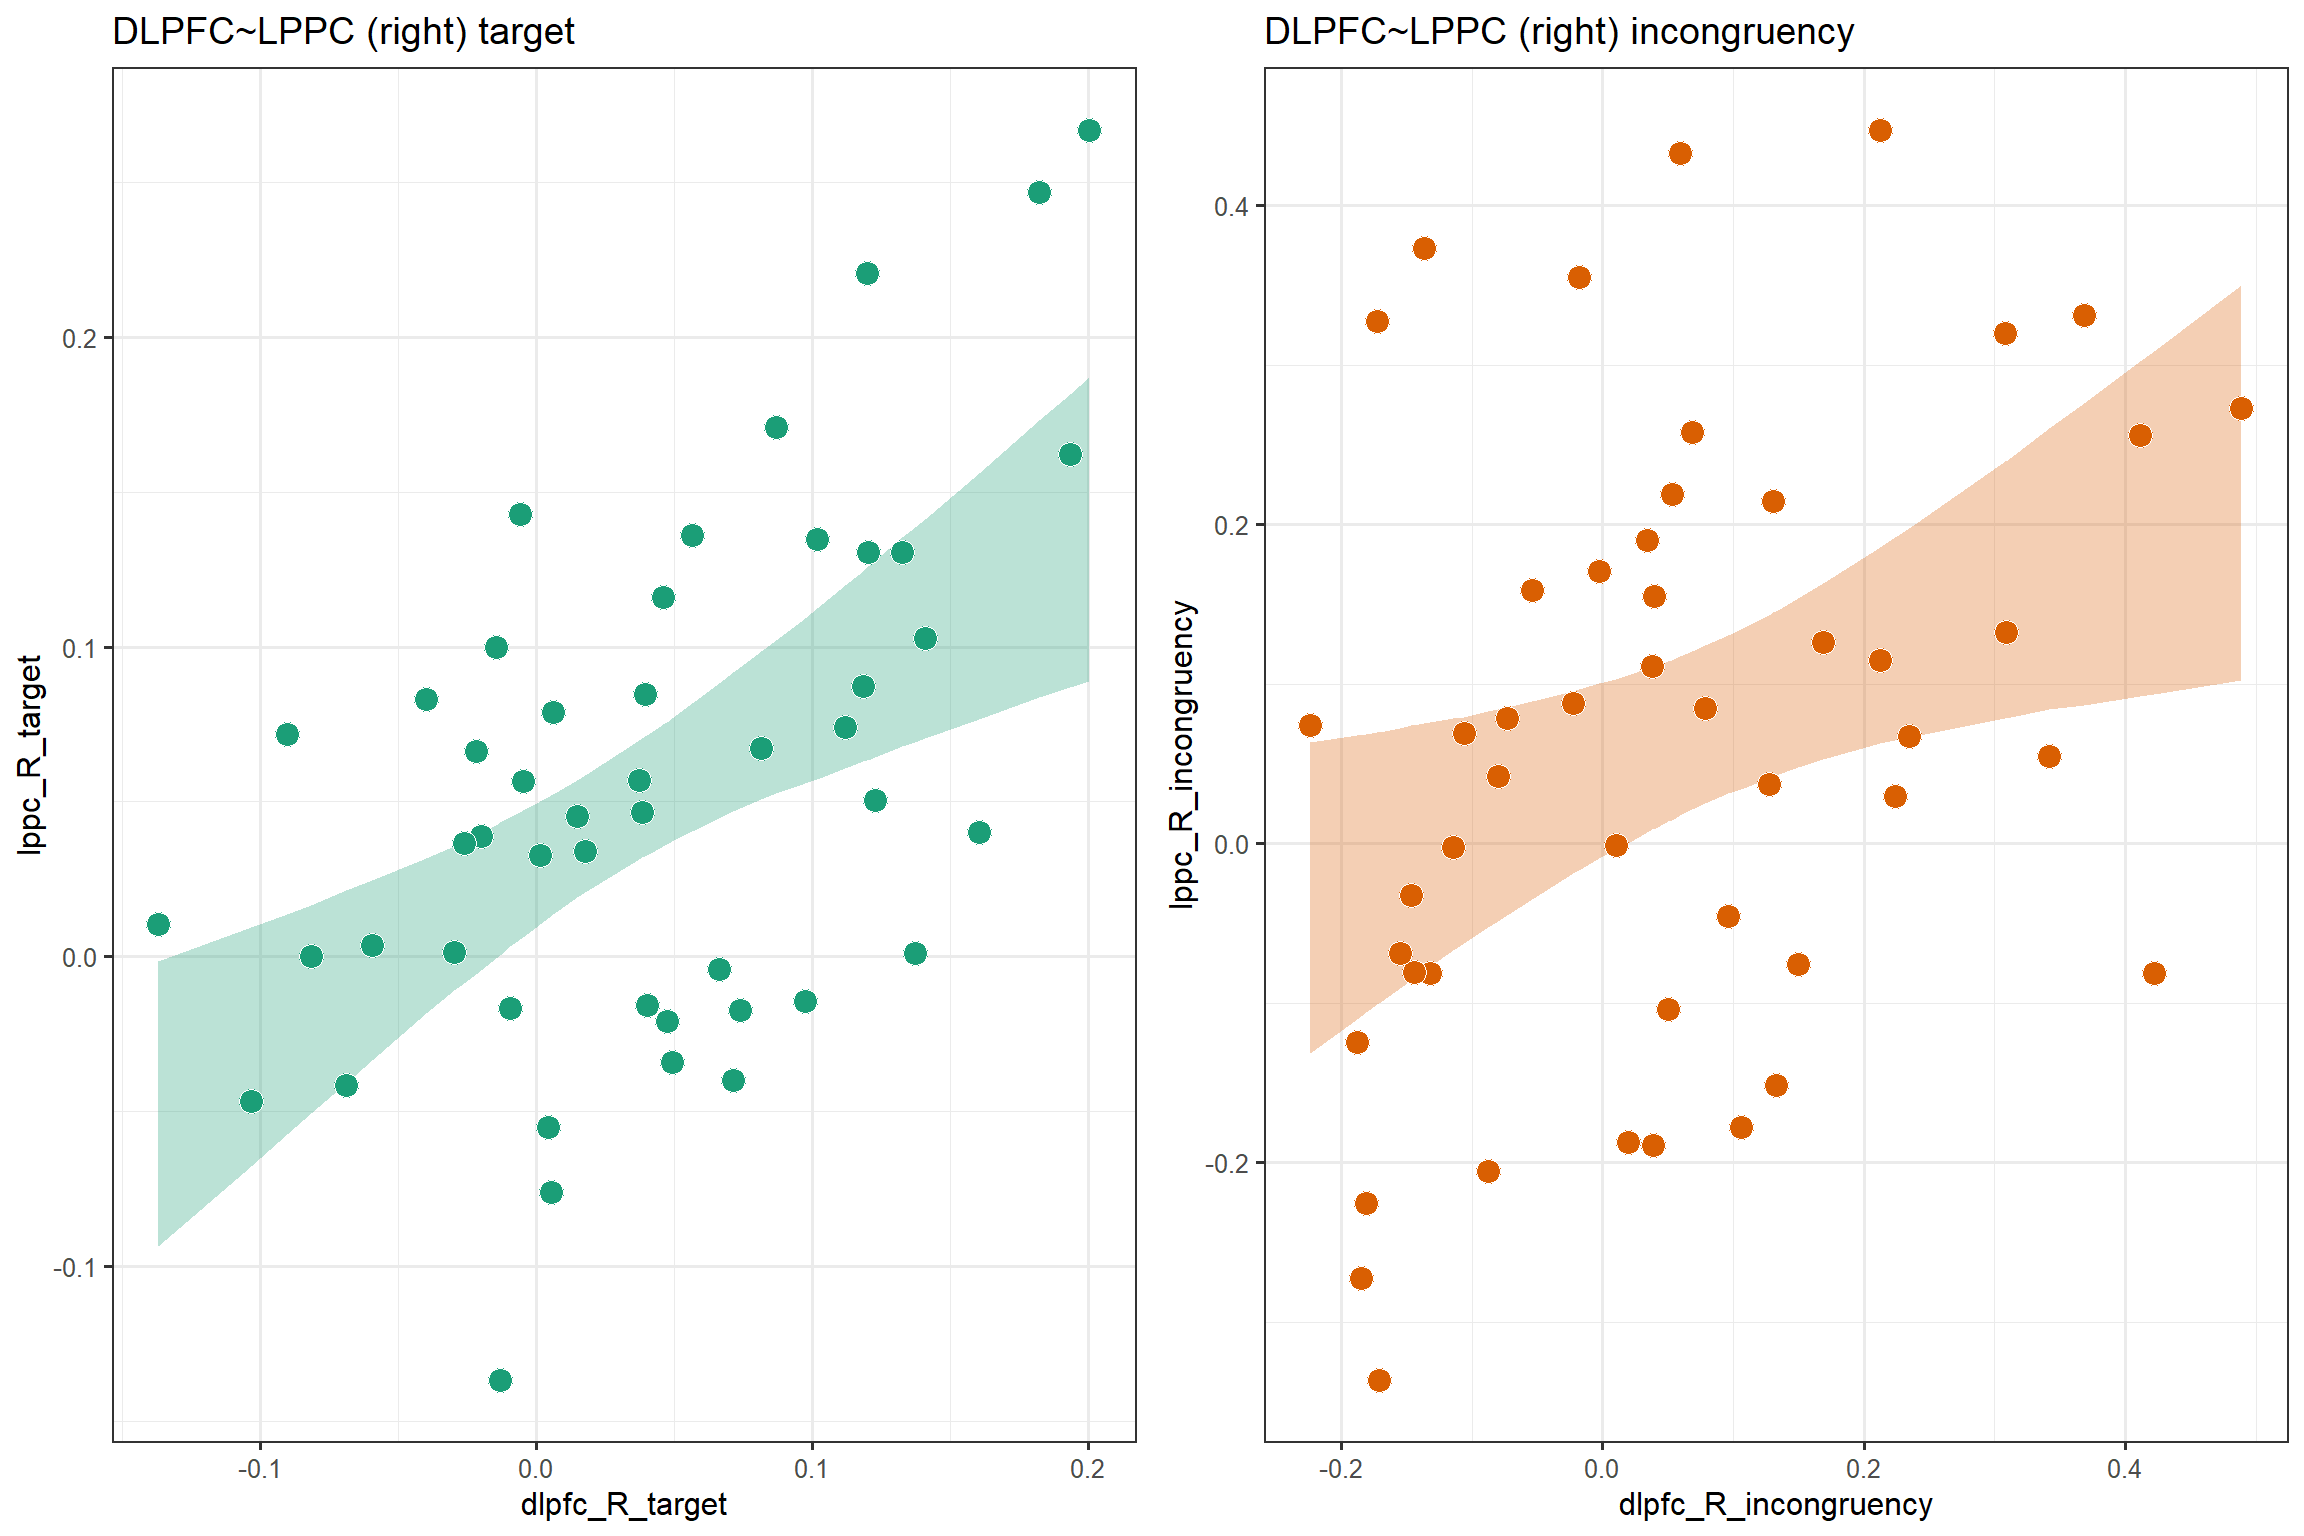 DLPFC~LPPC (right) target
lppc_R_target
0.2
0.1
0.0
-0.1
-0.1
0.0
0.1
0.2
dlpfc_R_target
DLPFC~LPPC (right) incongruency
lppc_R_incongruency
0.4
0.2
0.0
-0.2
-0.2
0.0
0.2
0.4
dlpfc_R_incongruency